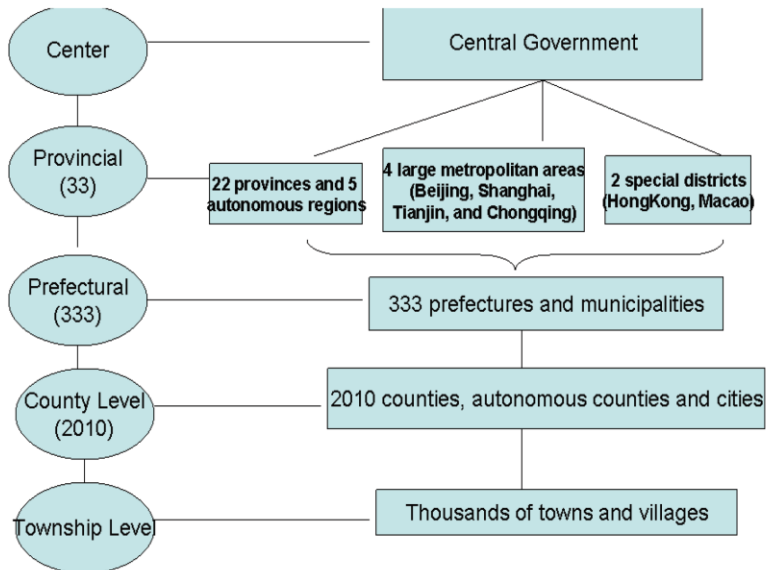 Center
Central Government
Provincial
(33)
22 provinces and 5
autonomous regions
4 large metropolitan areas
(Beijing, Shanghai,
Tianjin, and Chongqing)
2 special districts
(HongKong, Macao)
Prefectural
(333)
333 prefectures and municipalities
County Level
(2010)
2010 counties, autonomous counties and cities
Township Level
Thousands of towns and villages